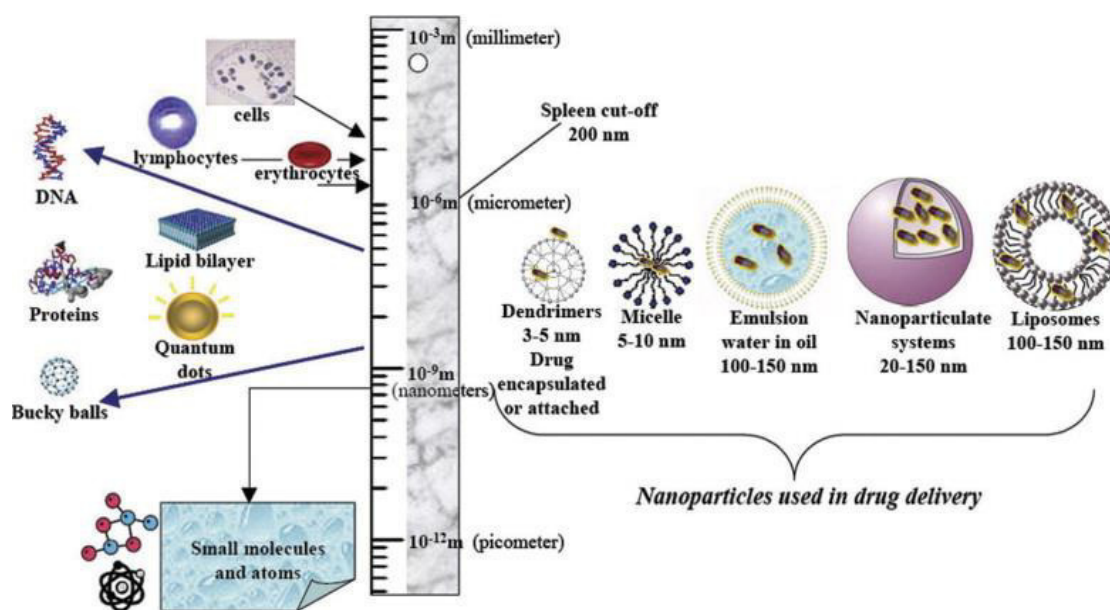 10-3m (millimeter)
cells
lymphocytes
erythrocytes
DNA
Lipid bilayer
Proteins
Quantum
dots
Bucky balls
Spleen cut-off
200 nm
10-6m (micrometer)
10-9m
(nanometers)
Dendrimers
3-5 nm
Drug
encapsulated
or attached
Micelle
5-10 nm
Emulsion
water in oil
100-150 nm
Nanoparticulate
systems
20-150 nm
Liposomes
100-150 nm
Nanoparticles used in drug delivery
Small molecules
and atoms
10-12m (picometer)